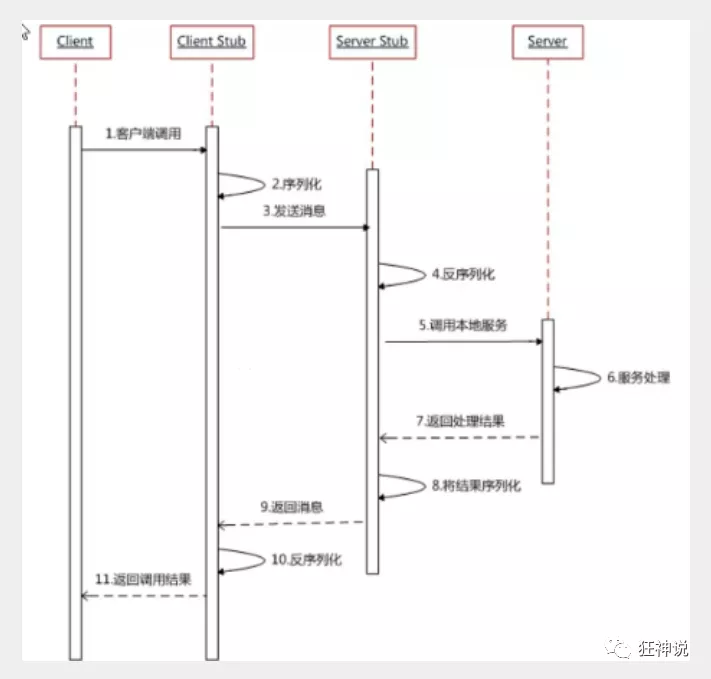 Client
Client Stub
Server Stub
Server
1.客户端调用
2.序列化
3.发送消息
4.反序列化
5.调用本地服务
6.服务处理
7.返回处理结果
8.将结果序列化
9.返回消息
10.反序列化
11.返回调用结果
狂神说